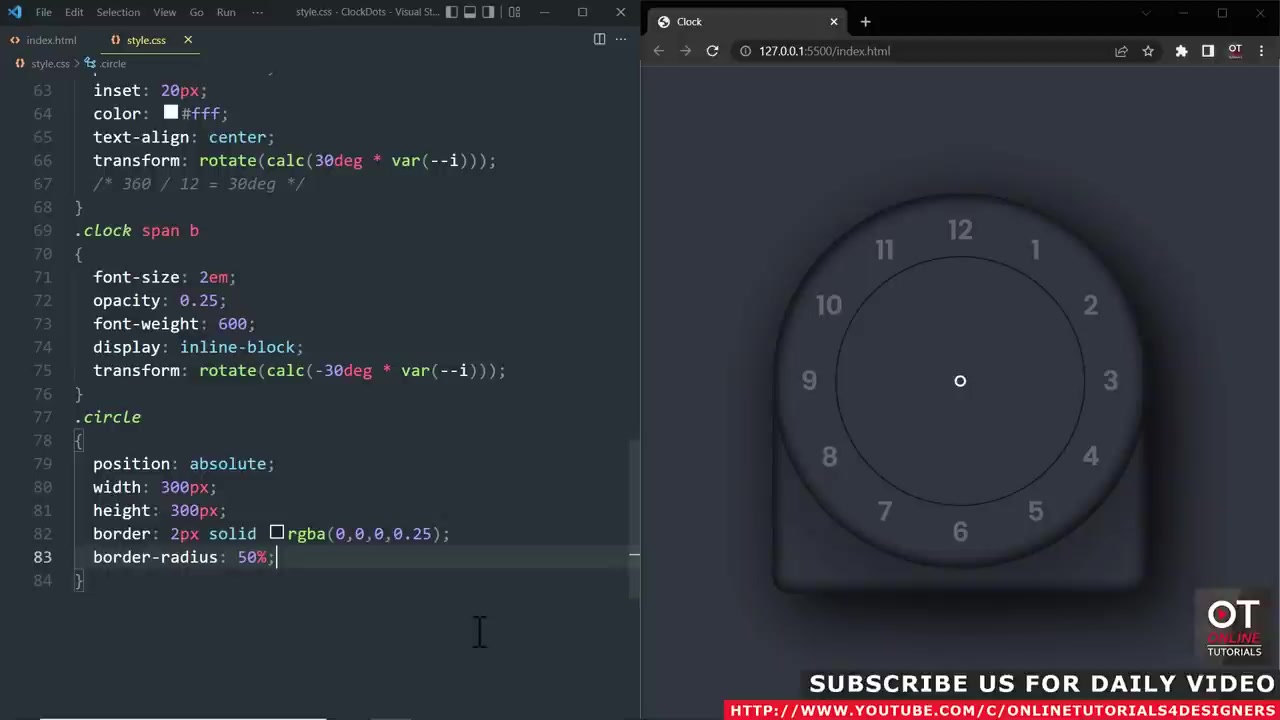 File Edit Selection View Go Run ··· style.css - ClockDots - Visual St...
index.html style.css
style.css > .circle
63 inset: 20px;
64 color: #fff;
65 text-align: center;
66 transform: rotate(calc(30deg * var(--i)));
67 /* 360 / 12 = 30deg */
68 }
69 .clock span b
70 {
71 font-size: 2em;
72 opacity: 0.25;
73 font-weight: 600;
74 display: inline-block;
75 transform: rotate(calc(-30deg * var(--i)));
76 }
77 .circle
78 {
79 position: absolute;
80 width: 300px;
81 height: 300px;
82 border: 2px solid rgba(0,0,0,0.25);
83 border-radius: 50%;
84 }
Clock
127.0.0.1:5500/index.html
OT
12
11 1
10 2
9 3
8 4
7 5
6
OT
ONLINE
TUTORIALS
SUBSCRIBE US FOR DAILY VIDEO
HTTP://WWW.YOUTUBE.COM/C/ONLINETUTORIALS4DESIGNERS